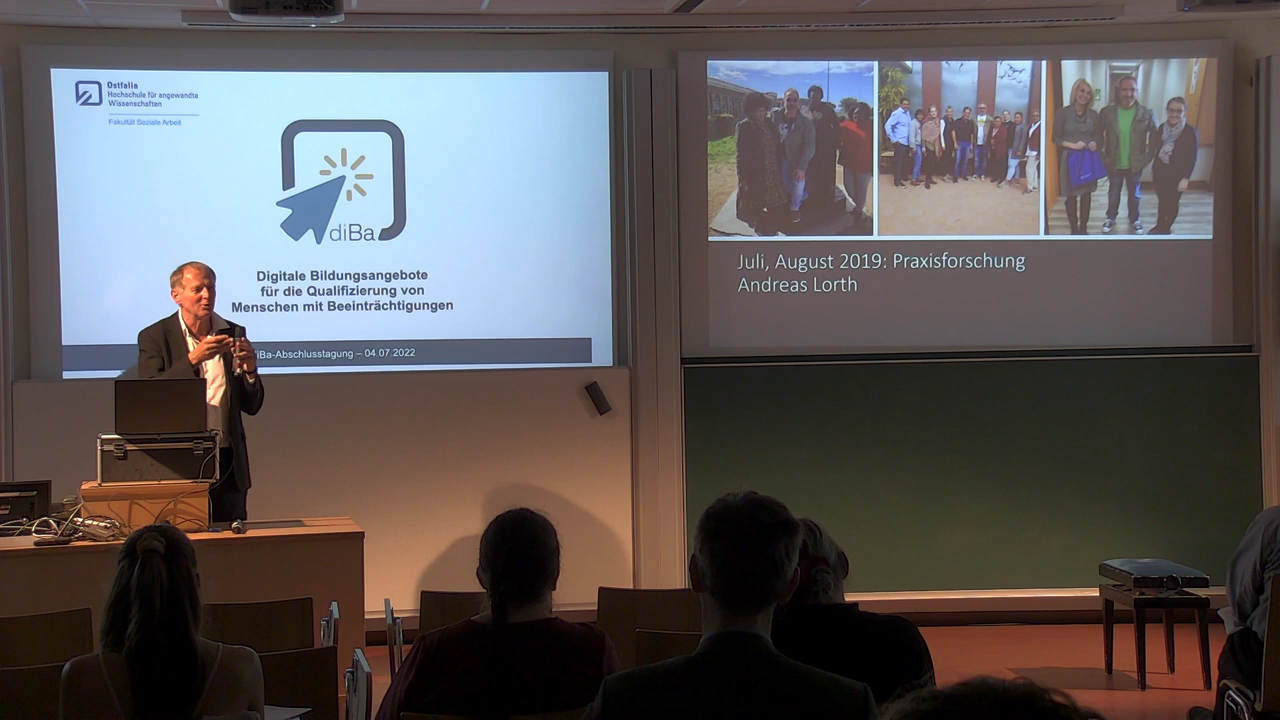 Ostfalia
Hochschule für angewandte
Wissenschaften
Fakultät Soziale Arbeit
diBa
Digitale Bildungsangebote
für die Qualifizierung von
Menschen mit Beeinträchtigungen
diBa-Abschlusstagung – 04.07.2022
Juli, August 2019: Praxisforschung
Andreas Lorth